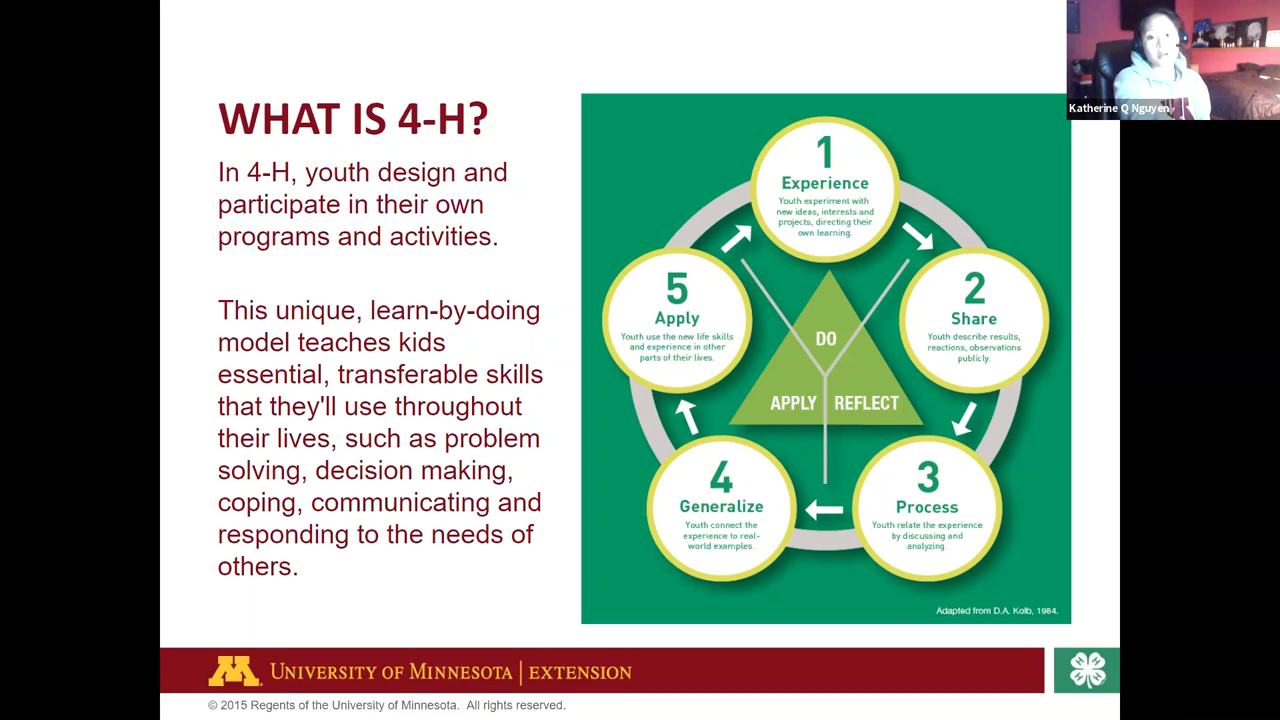 Katherine Q Nguyen
WHAT IS 4-H?
In 4-H, youth design and
participate in their own
programs and activities.
This unique, learn-by-doing
model teaches kids
essential, transferable skills
that they'll use throughout
their lives, such as problem
solving, decision making,
coping, communicating and
responding to the needs of
others.
1
Experience
Youth experiment with
new ideas, interests and
projects, directing their
own learning.
2
Share
Youth describe results,
reactions, observations
publicly.
3
Process
Youth relate the experience
by discussing and
analyzing.
4
Generalize
Youth connect the
experience to real-
world examples.
5
Apply
Youth use the new life skills
and experience in other
parts of their lives.
DO
APPLY
REFLECT
Adapted from D.A. Kolb, 1984.
M
UNIVERSITY OF MINNESOTA | EXTENSION
H H H H
© 2015 Regents of the University of Minnesota. All rights reserved.